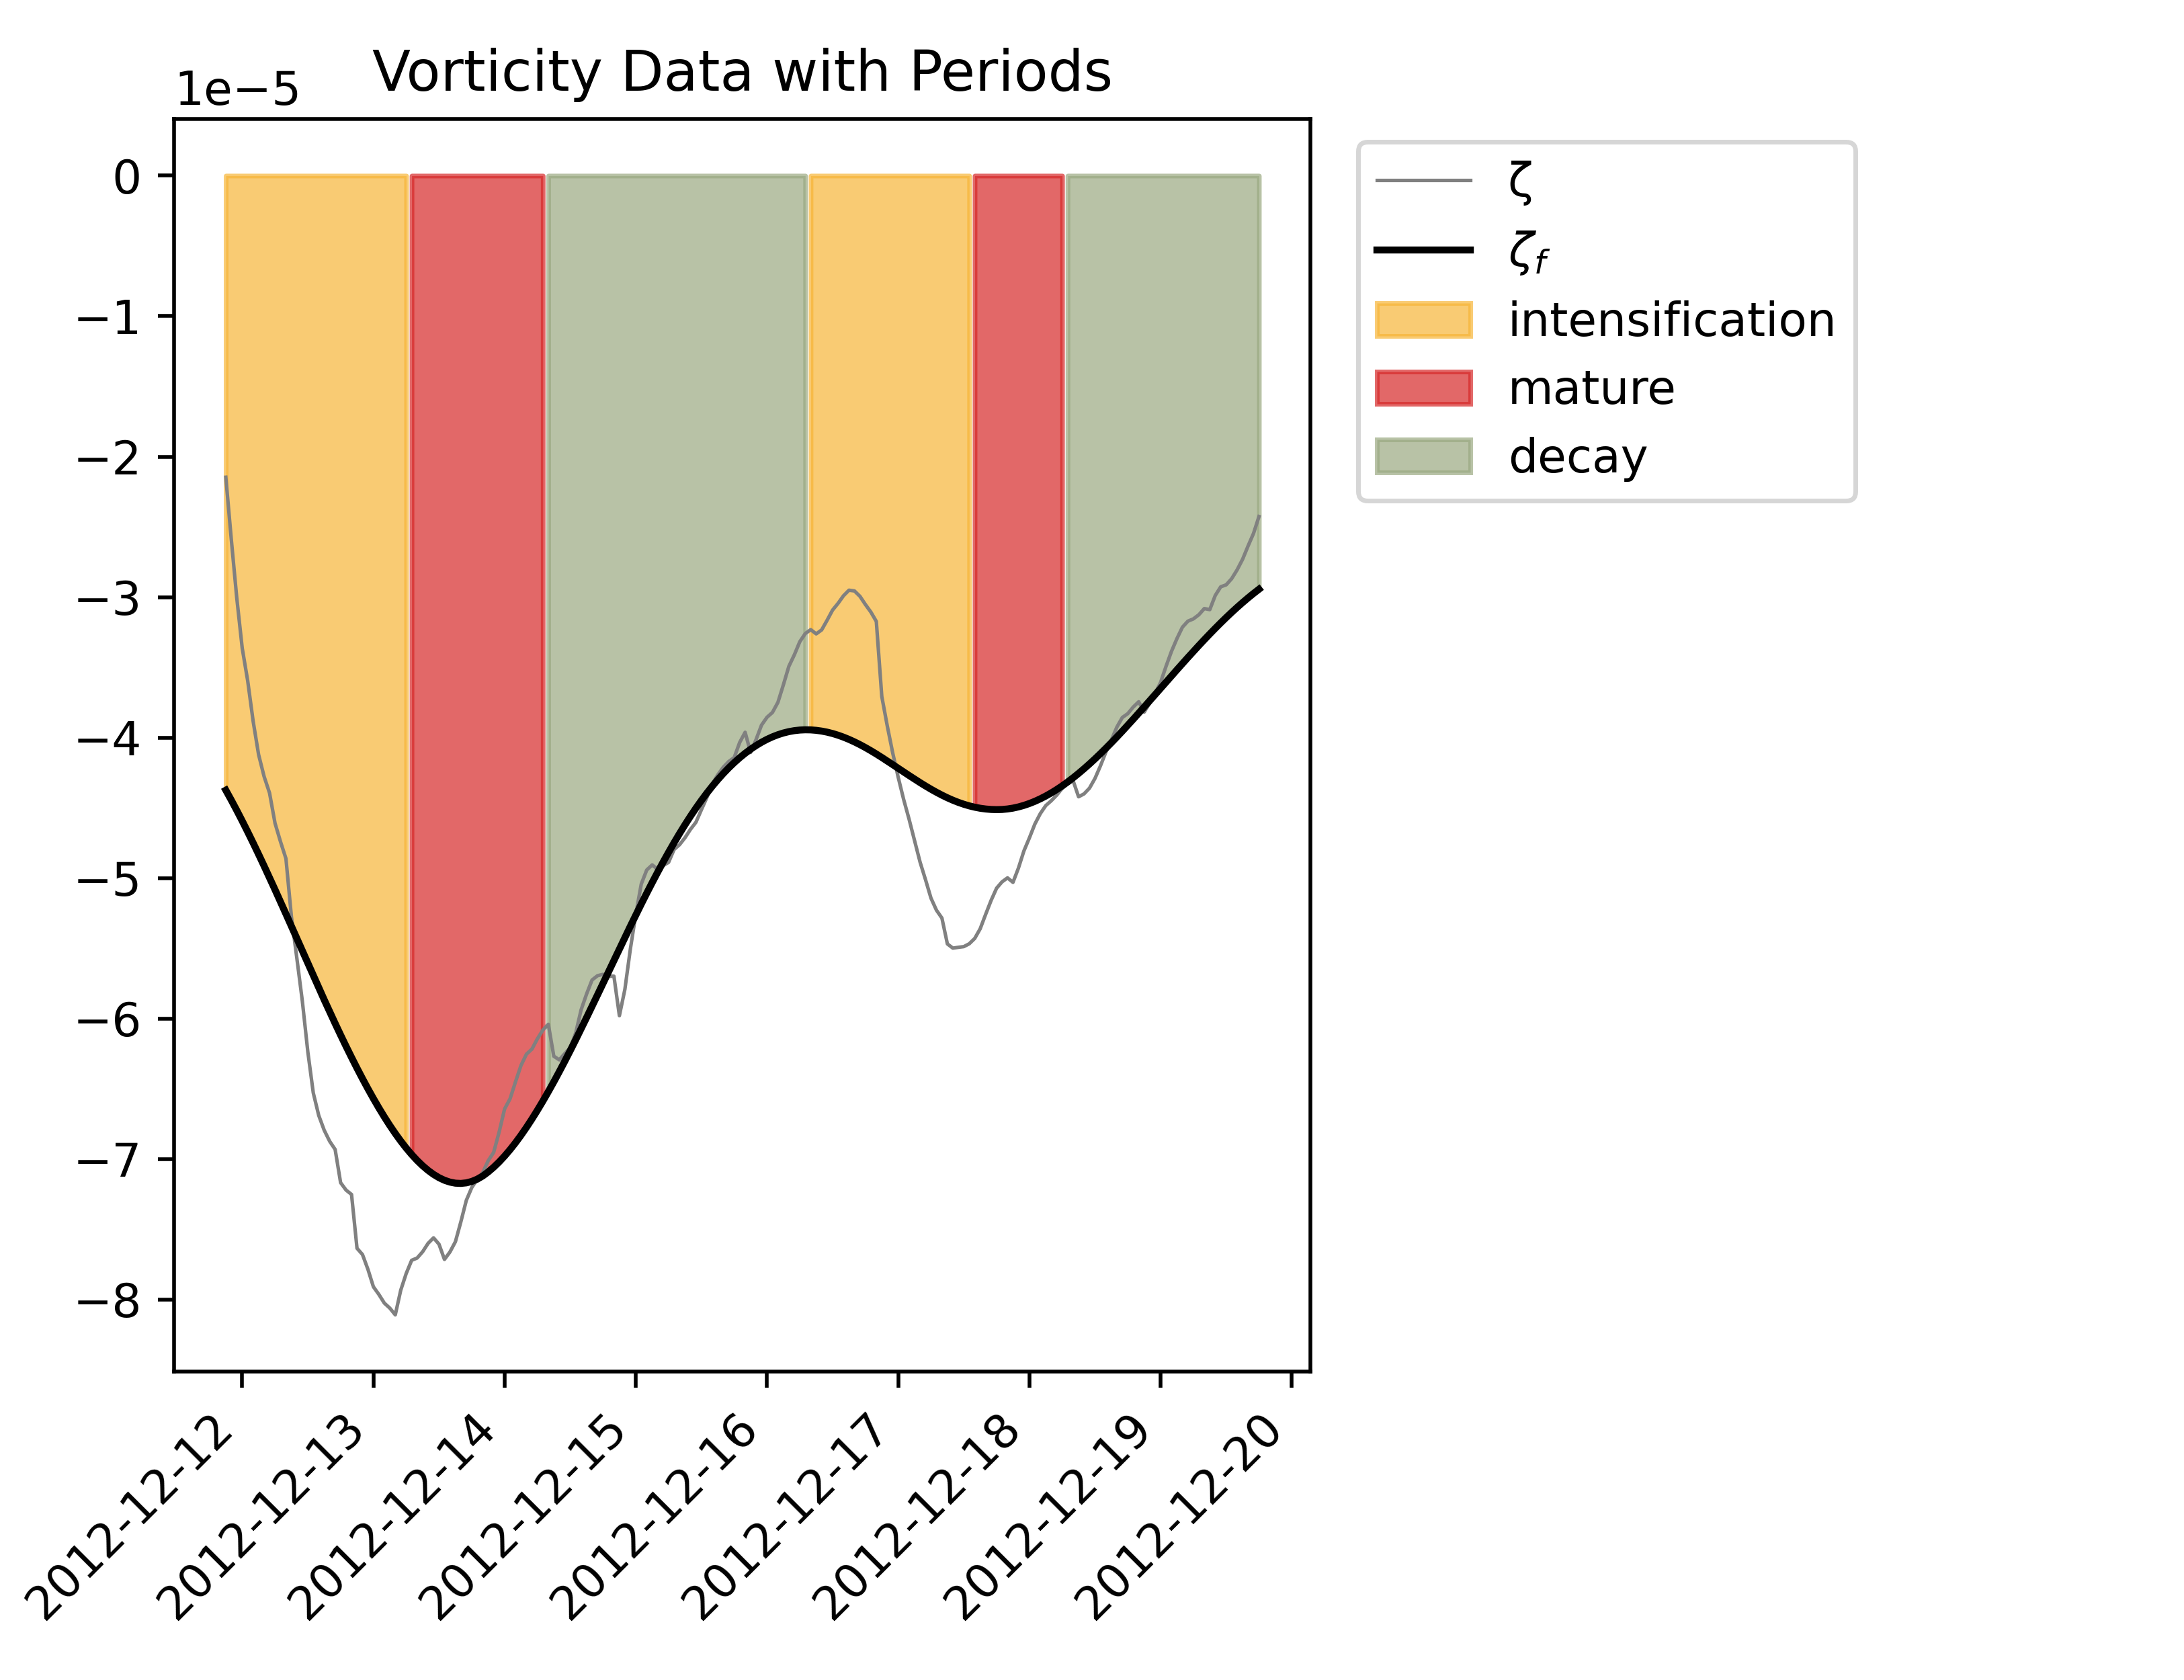 Vorticity Data with Periods
1e−5
0
−1
−2
−3
−4
−5
−6
−7
−8
2012-12-12
2012-12-13
2012-12-14
2012-12-15
2012-12-16
2012-12-17
2012-12-18
2012-12-19
2012-12-20
ζ
ζf
intensification
mature
decay